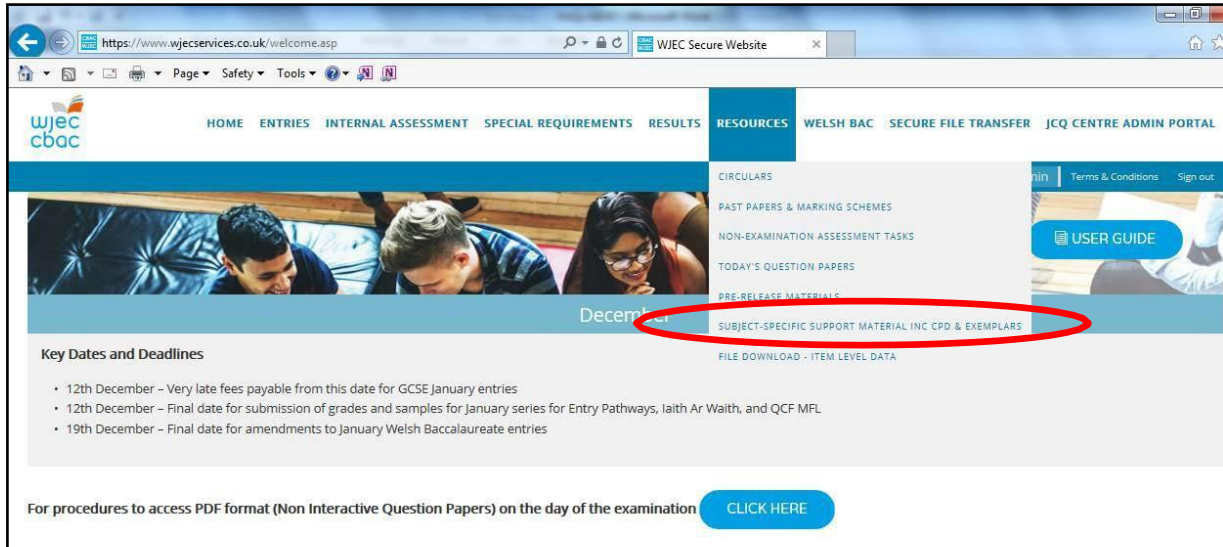 https://www.wjecservices.co.uk/welcome.asp
WJEC Secure Website
Page Safety Tools
wjec
cbac
HOME ENTRIES INTERNAL ASSESSMENT SPECIAL REQUIREMENTS RESULTS RESOURCES WELSH BAC SECURE FILE TRANSFER JCQ CENTRE ADMIN PORTAL
Terms & Conditions Sign out
CIRCULARS
PAST PAPERS & MARKING SCHEMES
NON-EXAMINATION ASSESSMENT TASKS
TODAY'S QUESTION PAPERS
PRE-RELEASE MATERIALS
SUBJECT-SPECIFIC SUPPORT MATERIAL INC CPD & EXEMPLARS
FILE DOWNLOAD - ITEM LEVEL DATA
USER GUIDE
December
Key Dates and Deadlines
• 12th December – Very late fees payable from this date for GCSE January entries
• 12th December – Final date for submission of grades and samples for January series for Entry Pathways, Iaith Ar Waith, and QCF MFL
• 19th December – Final date for amendments to January Welsh Baccalaureate entries
For procedures to access PDF format (Non Interactive Question Papers) on the day of the examination CLICK HERE